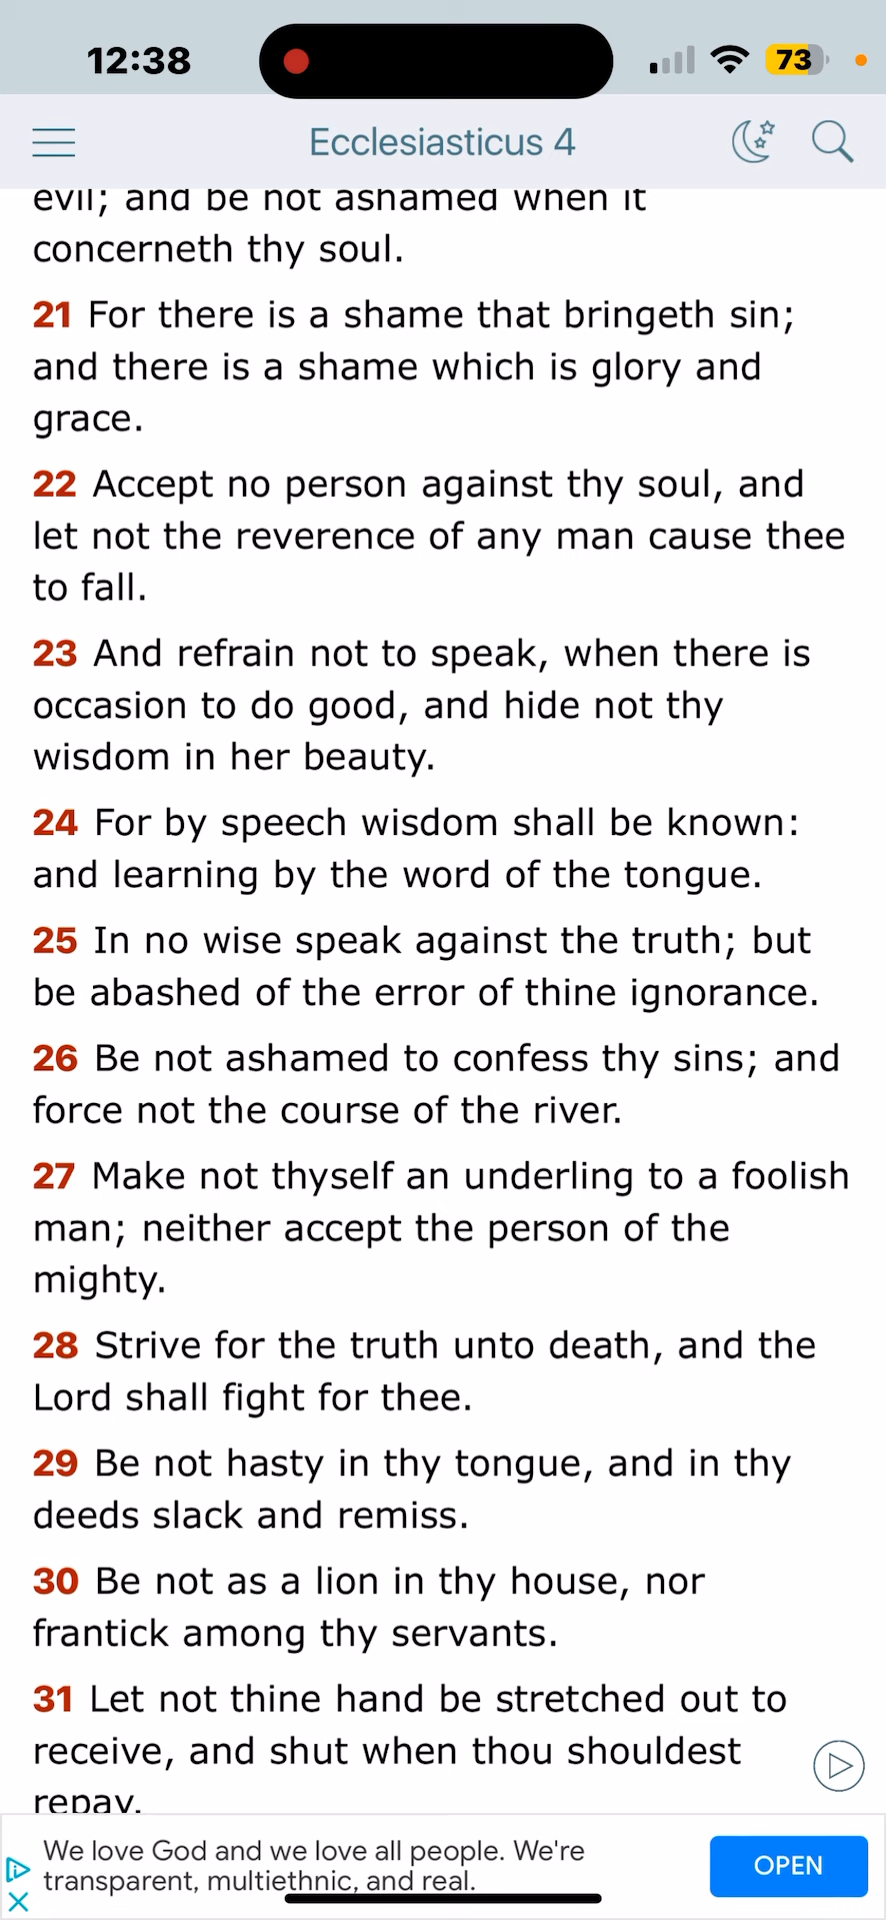 12:38
73
Ecclesiasticus 4
evil; and be not ashamed when it
concerneth thy soul.
21 For there is a shame that bringeth sin;
and there is a shame which is glory and
grace.
22 Accept no person against thy soul, and
let not the reverence of any man cause thee
to fall.
23 And refrain not to speak, when there is
occasion to do good, and hide not thy
wisdom in her beauty.
24 For by speech wisdom shall be known:
and learning by the word of the tongue.
25 In no wise speak against the truth; but
be abashed of the error of thine ignorance.
26 Be not ashamed to confess thy sins; and
force not the course of the river.
27 Make not thyself an underling to a foolish
man; neither accept the person of the
mighty.
28 Strive for the truth unto death, and the
Lord shall fight for thee.
29 Be not hasty in thy tongue, and in thy
deeds slack and remiss.
30 Be not as a lion in thy house, nor
frantick among thy servants.
31 Let not thine hand be stretched out to
receive, and shut when thou shouldest
repay.
We love God and we love all people. We're
transparent, multiethnic, and real.
OPEN